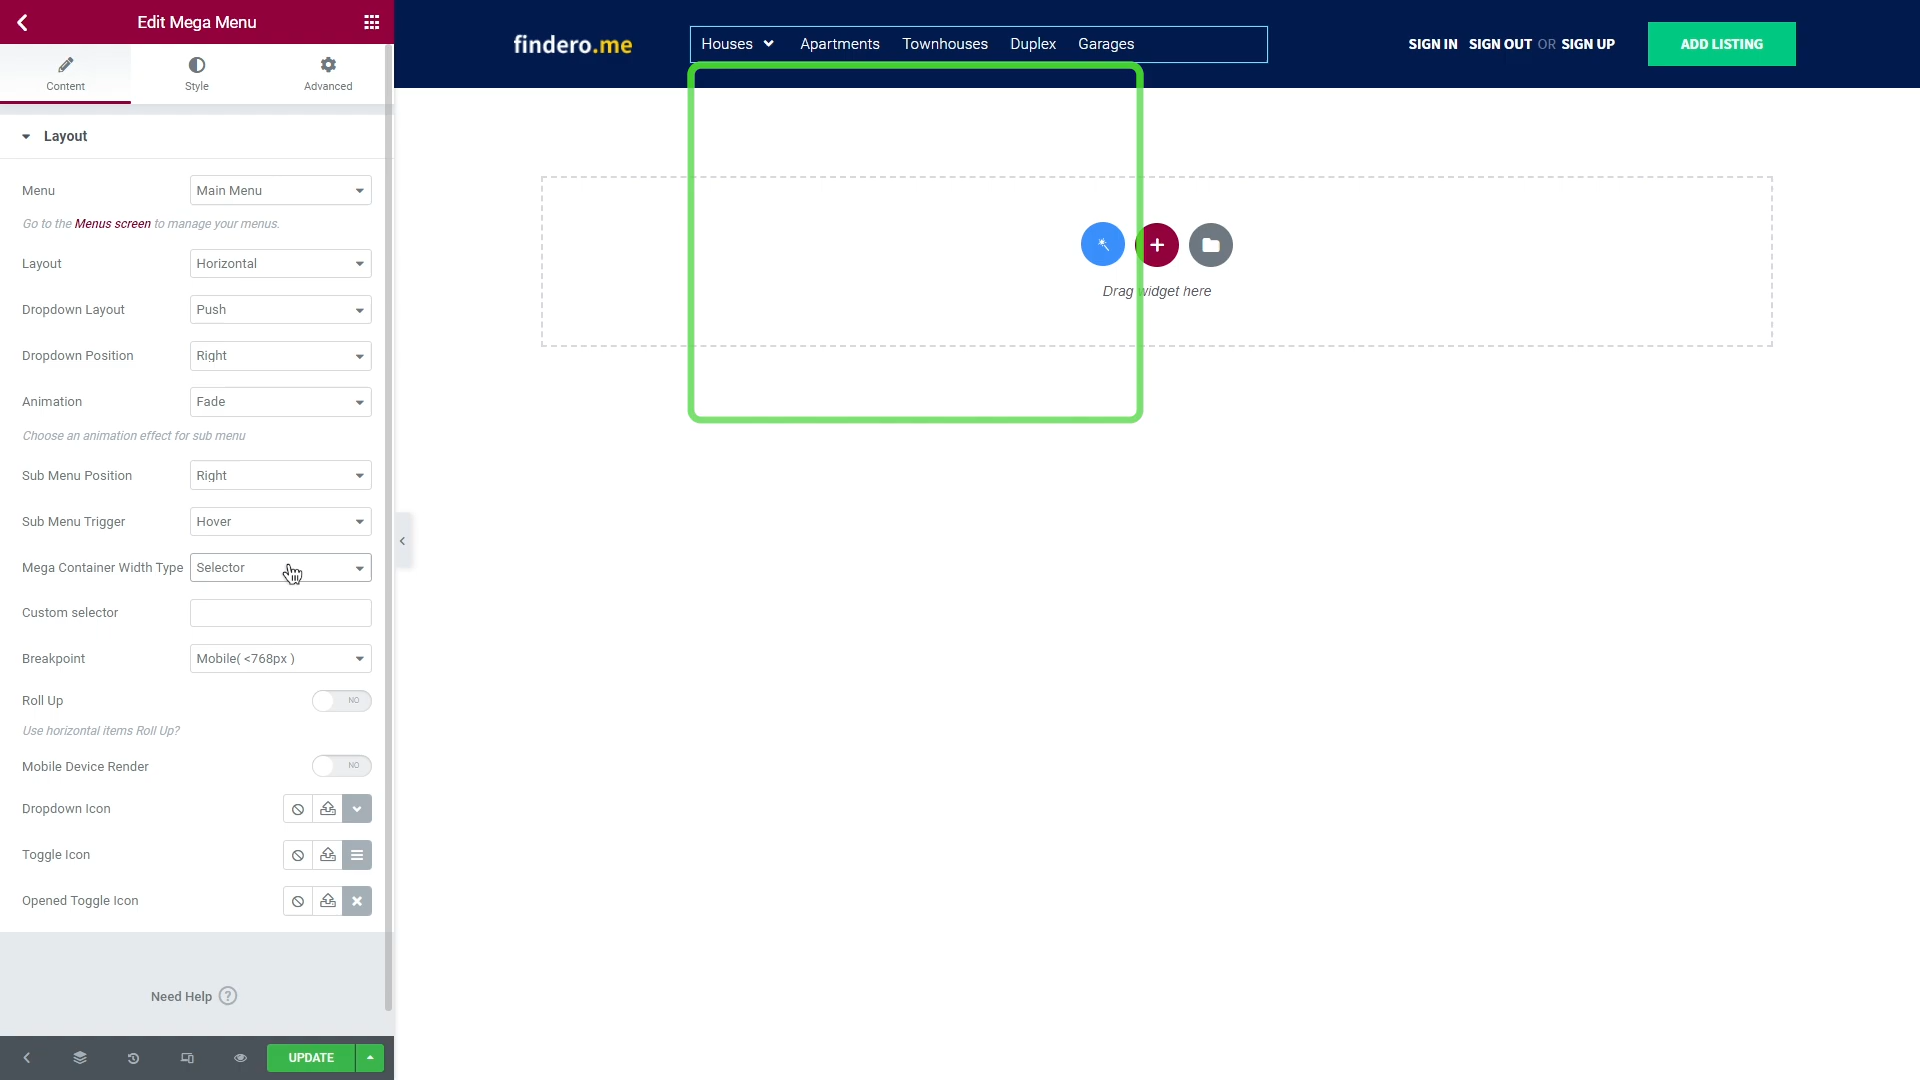 Edit Mega Menu
Content
Style
Advanced
Layout
Menu
Main Menu
Go to the Menus screen to manage your menus.
Layout
Horizontal
Dropdown Layout
Push
Dropdown Position
Right
Animation
Fade
Choose an animation effect for sub menu
Sub Menu Position
Right
Sub Menu Trigger
Hover
Mega Container Width Type
Selector
Custom selector
Breakpoint
Mobile( <768px )
Roll Up
NO
Use horizontal items Roll Up?
Mobile Device Render
NO
Dropdown Icon
Toggle Icon
Opened Toggle Icon
Need Help ?
UPDATE
findero.me
Houses Apartments Townhouses Duplex Garages
SIGN IN SIGN OUT OR SIGN UP
ADD LISTING
Drag widget here